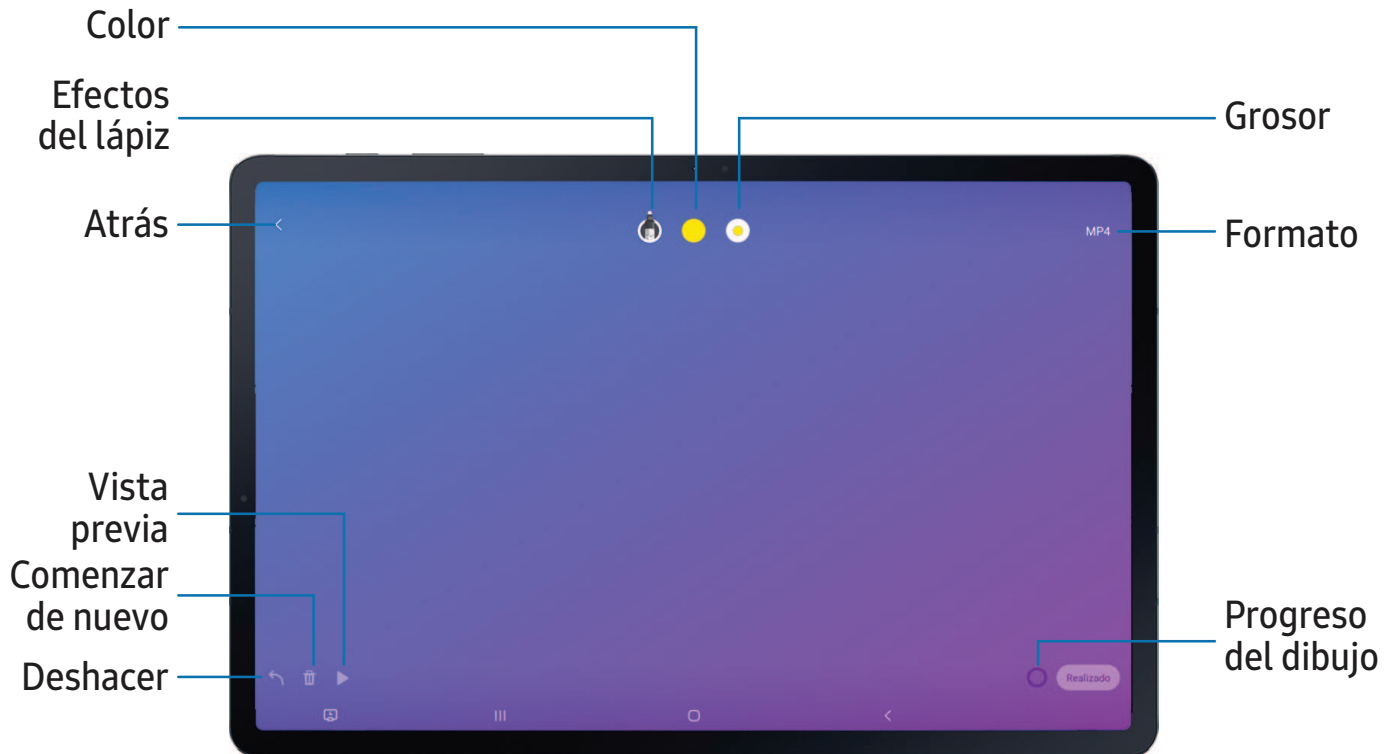 Color
Efectos
del lápiz
Grosor
Atrás
MP4
Formato
Vista
previa
Comenzar
de nuevo
Deshacer
Progreso
del dibujo
Realizado